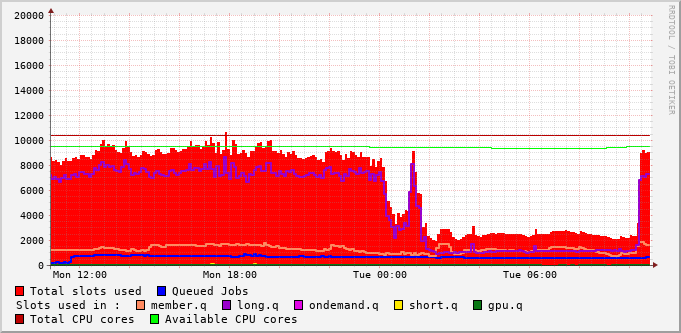 20000
18000
16000
14000
12000
10000
8000
6000
4000
2000
0
Mon 12:00 Mon 18:00 Tue 00:00 Tue 06:00
RRDTOOL / TOBI OETIKER
Total slots used Queued Jobs
Slots used in : member.q long.q ondemand.q short.q gpu.q
Total CPU cores Available CPU cores